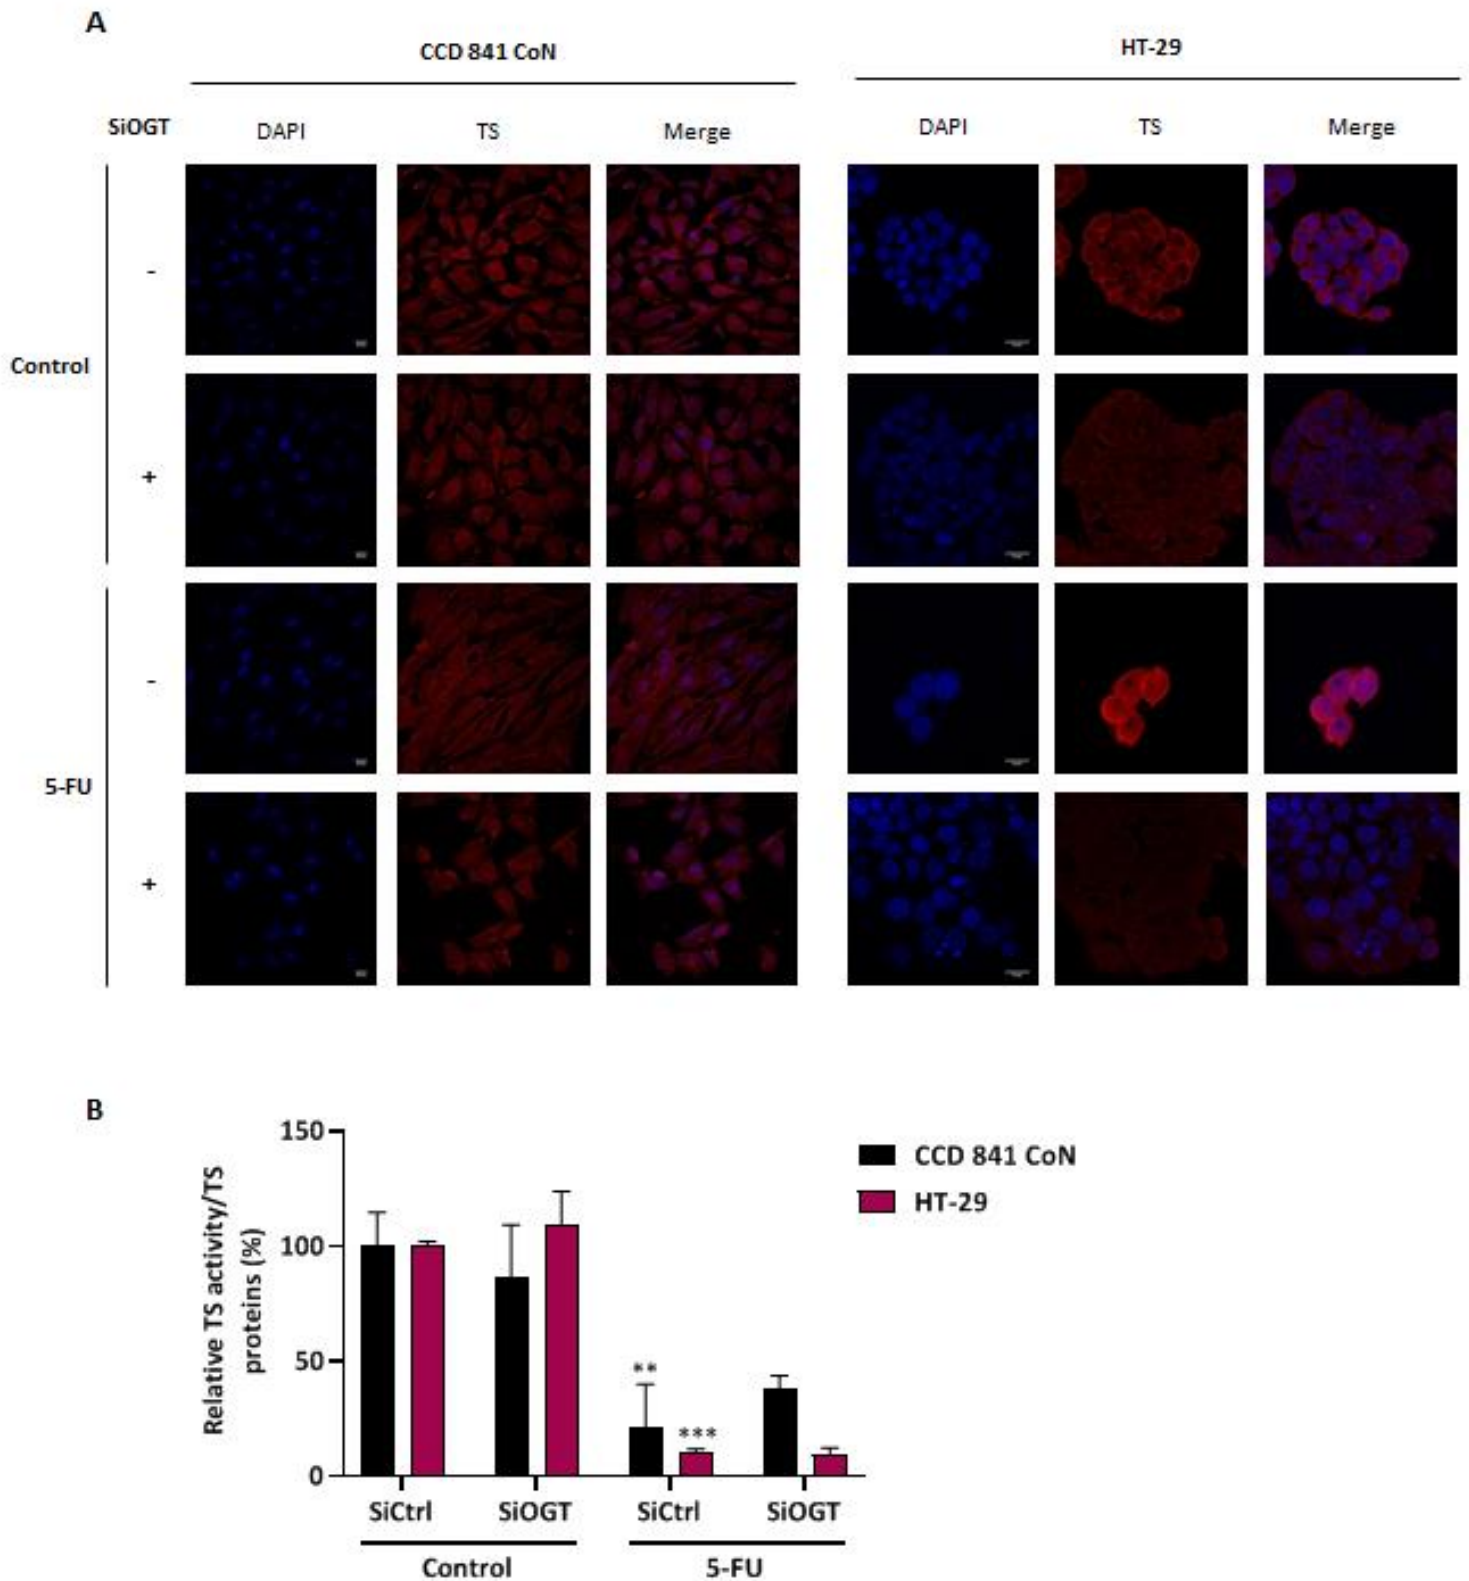 A
CCD 841 CoN
HT-29
SiOGT
DAPI
TS
Merge
DAPI
TS
Merge
-
Control
+
-
5-FU
+
B
Relative TS activity/TS
proteins (%)
150
100
50
0
**
***
CCD 841 CoN
HT-29
SiCtrl
SiOGT
SiCtrl
SiOGT
Control
5-FU